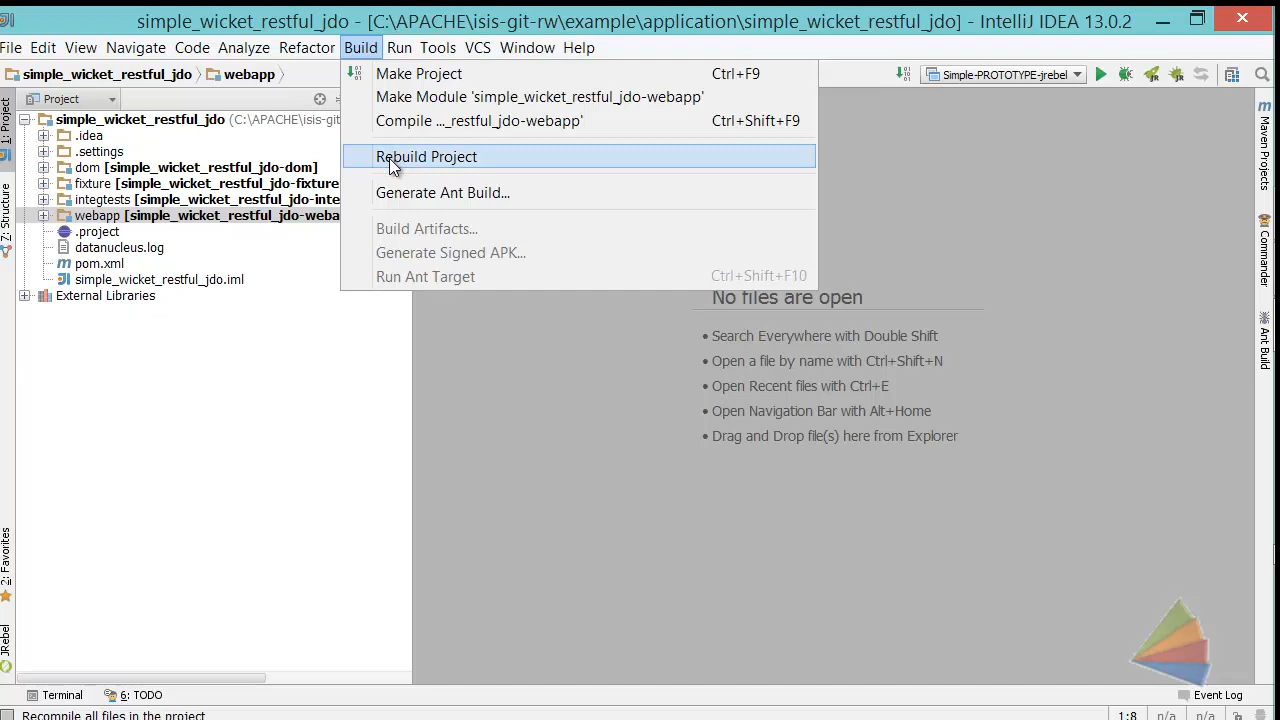 simple_wicket_restful_jdo - [C:\APACHE\isis-git-rw\example\application\simple_wicket_restful_jdo] - IntelliJ IDEA 13.0.2
File Edit View Navigate Code Analyze Refactor Build Run Tools VCS Window Help
simple_wicket_restful_jdo webapp
Simple-PROTOTYPE-jrebel
Make Project Ctrl+F9
Make Module 'simple_wicket_restful_jdo-webapp'
Compile ..._restful_jdo-webapp' Ctrl+Shift+F9
Rebuild Project
Generate Ant Build...
Build Artifacts...
Generate Signed APK...
Run Ant Target Ctrl+Shift+F10
Project
simple_wicket_restful_jdo (C:\APACHE\isis-git
.idea
.settings
dom [simple_wicket_restful_jdo-dom]
fixture [simple_wicket_restful_jdo-fixture
integtests [simple_wicket_restful_jdo-inte
webapp [simple_wicket_restful_jdo-weba
.project
datanucleus.log
pom.xml
simple_wicket_restful_jdo.iml
External Libraries
1: Project
7: Structure
2: Favorites
JRebel
No files are open
• Search Everywhere with Double Shift
• Open a file by name with Ctrl+Shift+N
• Open Recent files with Ctrl+E
• Open Navigation Bar with Alt+Home
• Drag and Drop file(s) here from Explorer
Maven Projects
Commander
Ant Build
Terminal 6: TODO Event Log
Recompile all files in the project 1:8 n/a n/a